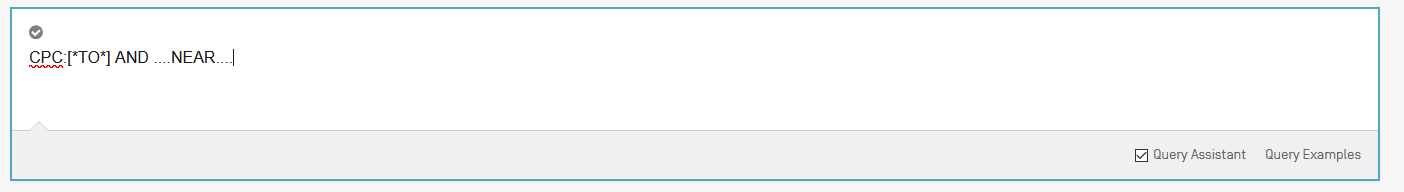 CPC:[*TO*] AND ....NEAR....
Query Assistant Query Examples